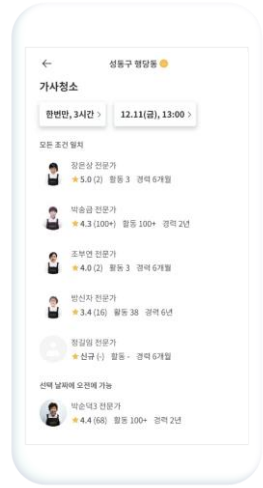 성동구 행당동
가사청소
한번만, 3시간 >
12.11(금), 13:00 >
모든 조건 일치
장은상 전문가
★5.0 (2) 활동 3 경력 6개월
박송금 전문가
★4.3 (100+) 활동 100+ 경력 2년
조부연 전문가
★4.0 (2) 활동 3 경력 6개월
방신자 전문가
★3.4 (16) 활동 38 경력 6년
정길임 전문가
★신규 (-) 활동 - 경력 6개월
선택 날짜에 오전에 가능
박순덕3 전문가
★4.4 (68) 활동 100+ 경력 2년